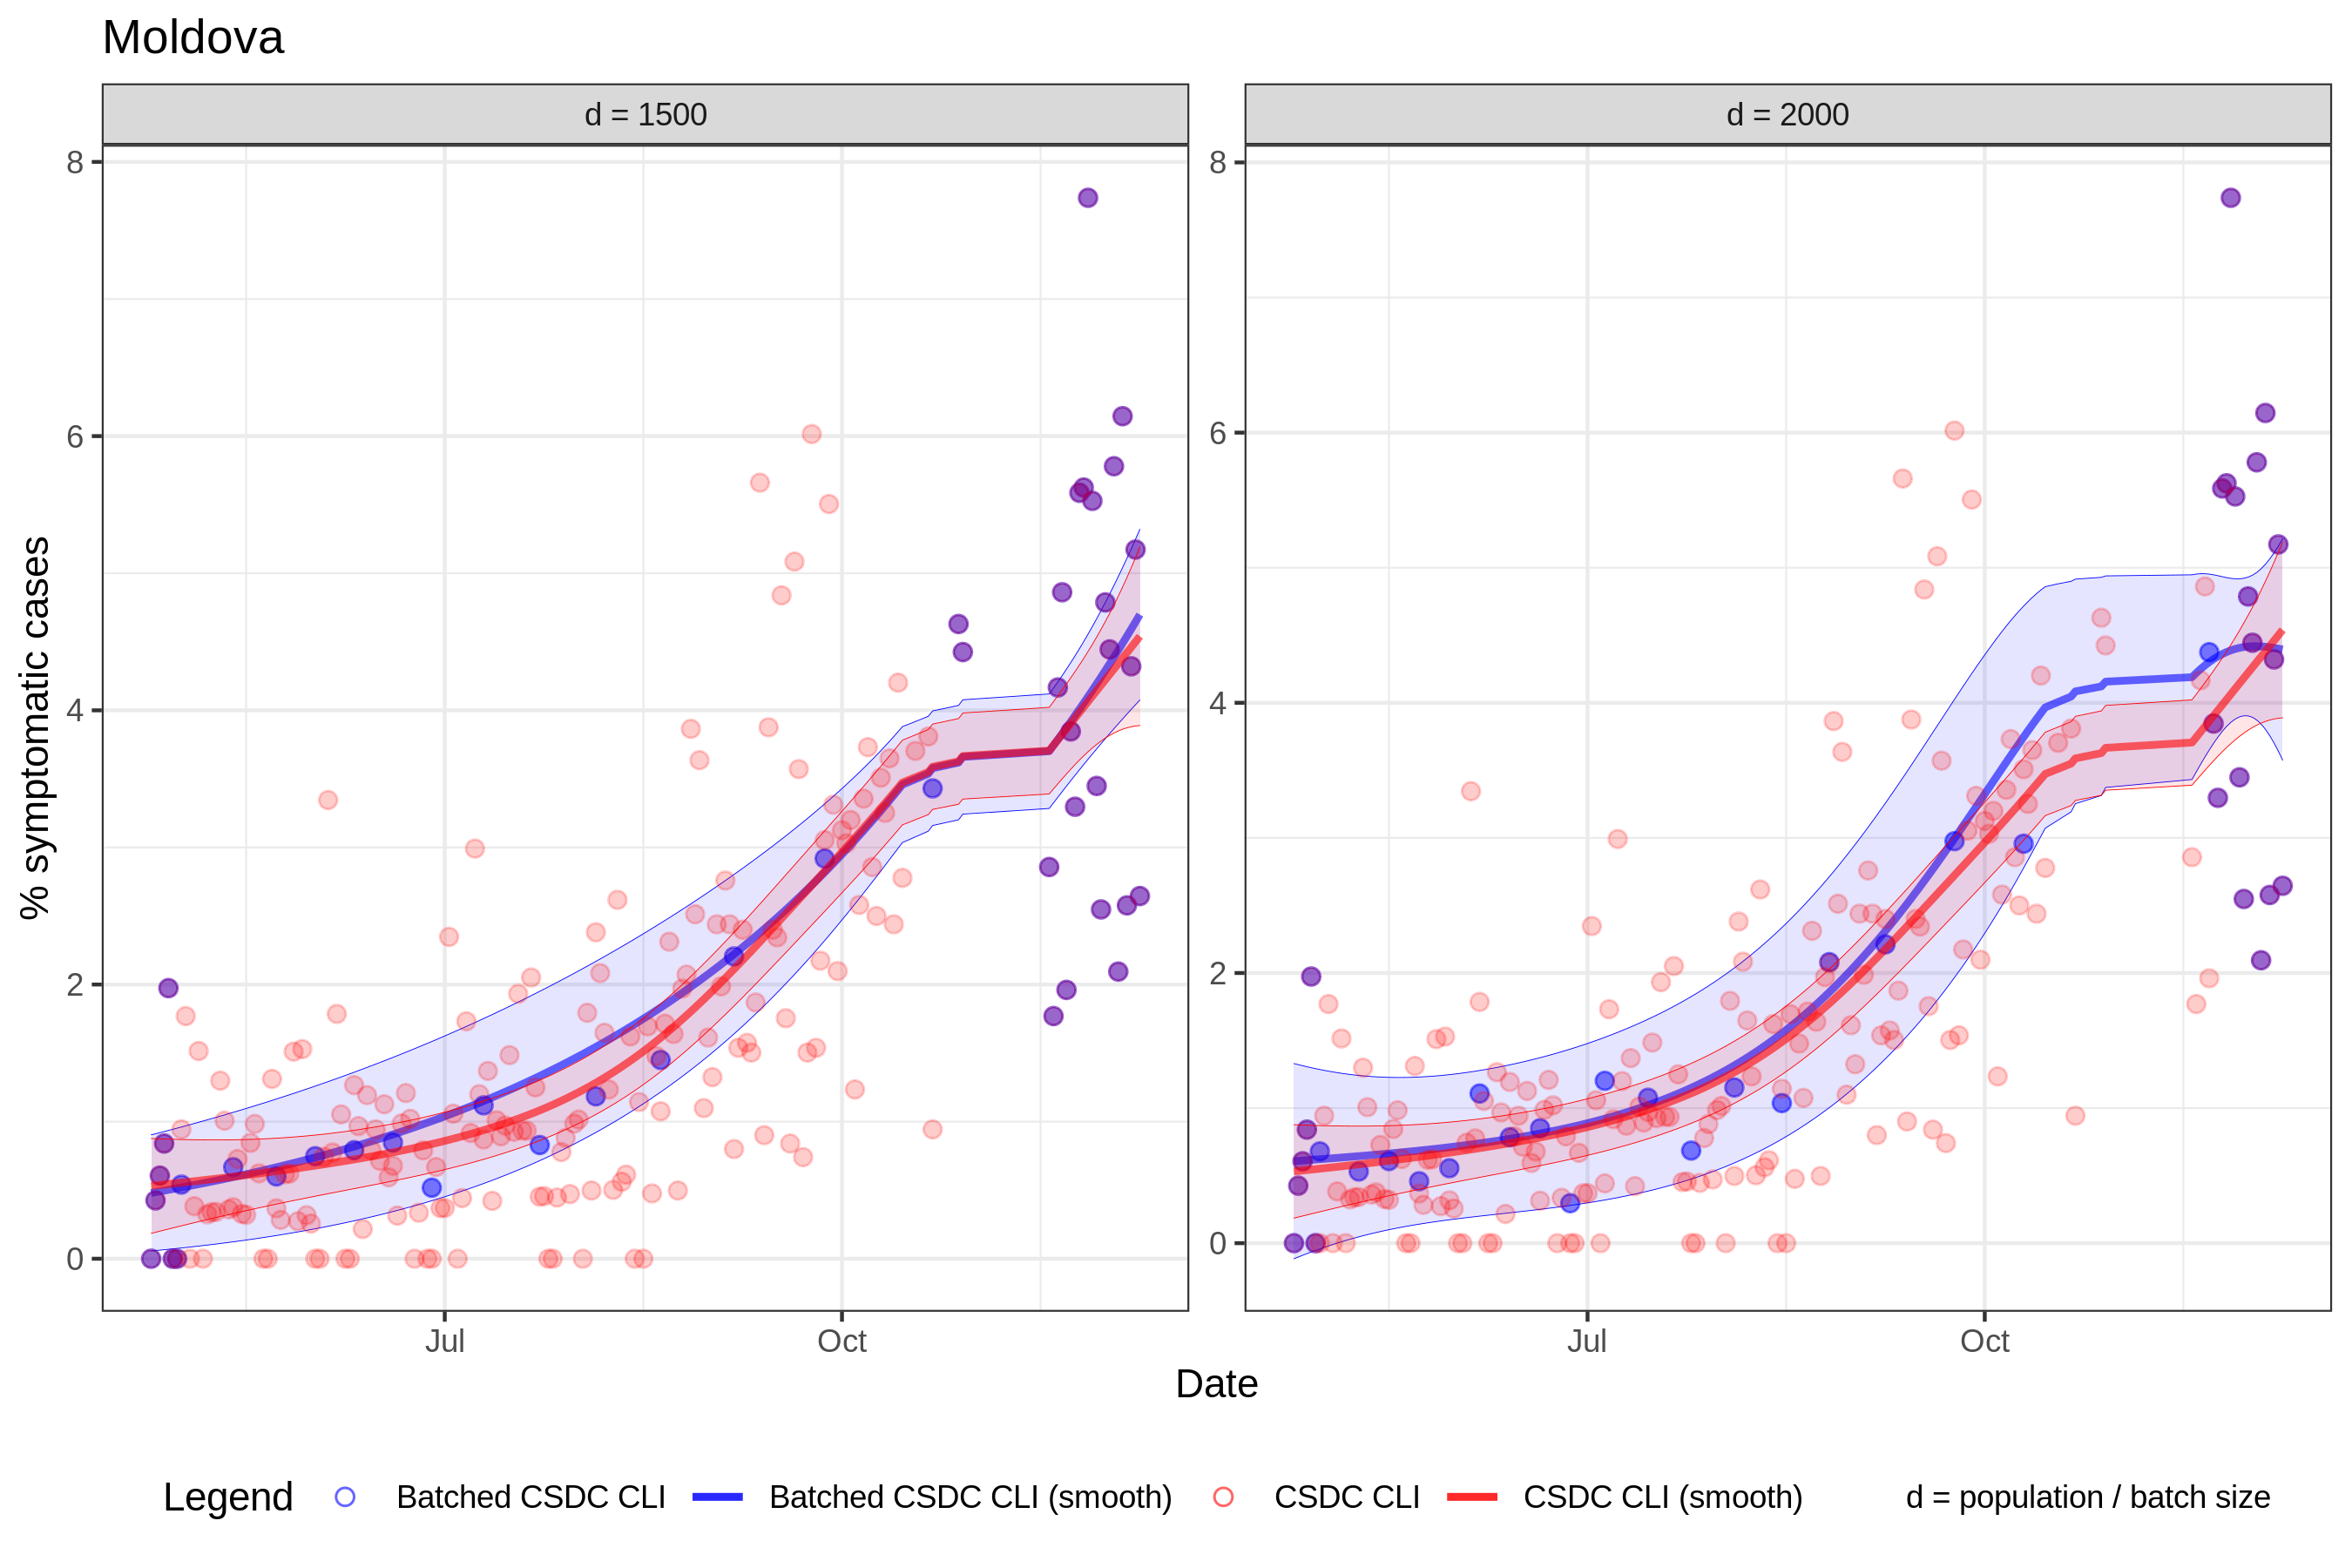 Moldova
d = 1500
d = 2000
% symptomatic cases
8
6
4
2
0
8
6
4
2
0
Jul
Oct
Jul
Oct
Date
Legend
Batched CSDC CLI
Batched CSDC CLI (smooth)
CSDC CLI
CSDC CLI (smooth)
d = population / batch size